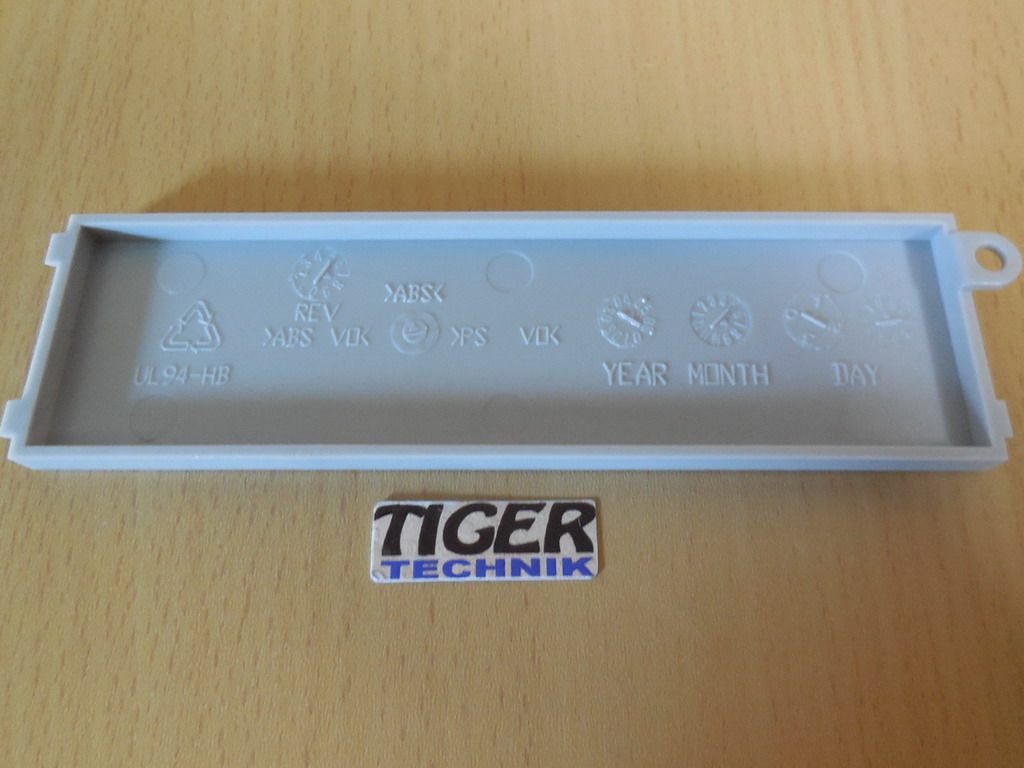 >ABS<
REV
>ABS VOK >PS VOK
UL94-HB
YEAR MONTH DAY
TIGER
TECHNIK